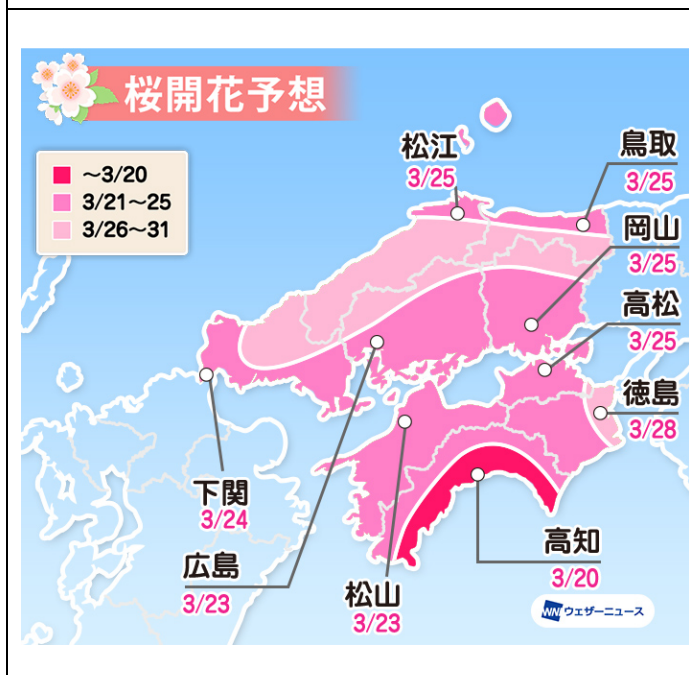 桜開花予想
～3/20
3/21～25
3/26～31
松江
3/25
鳥取
3/25
岡山
3/25
高松
3/25
徳島
3/28
下関
3/24
広島
3/23
松山
3/23
高知
3/20
WNI ウェザーニュース